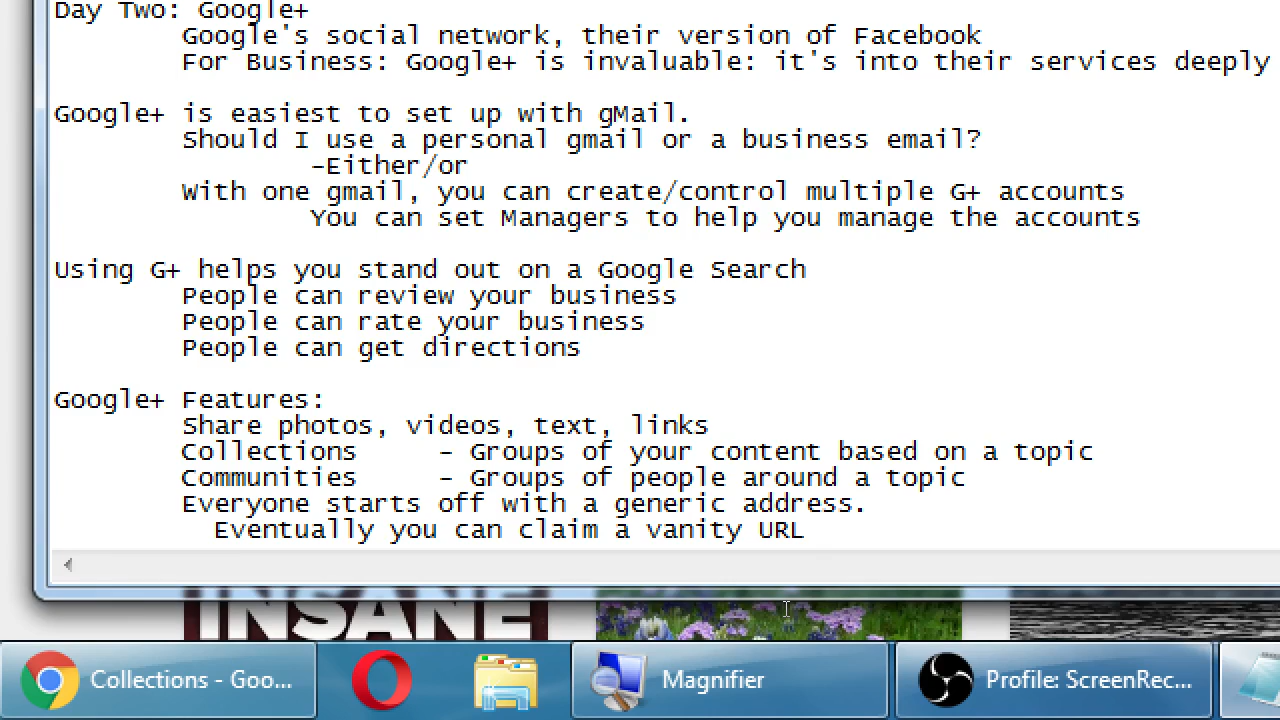 Day Two: Google+
Google's social network, their version of Facebook
For Business: Google+ is invaluable: it's into their services deeply
Google+ is easiest to set up with gMail.
Should I use a personal gmail or a business email?
-Either/or
With one gmail, you can create/control multiple G+ accounts
You can set Managers to help you manage the accounts
Using G+ helps you stand out on a Google Search
People can review your business
People can rate your business
People can get directions
Google+ Features:
Share photos, videos, text, links
Collections - Groups of your content based on a topic
Communities - Groups of people around a topic
Everyone starts off with a generic address.
Eventually you can claim a vanity URL
INSANE
Collections - Goo...
Magnifier
Profile: ScreenRec...